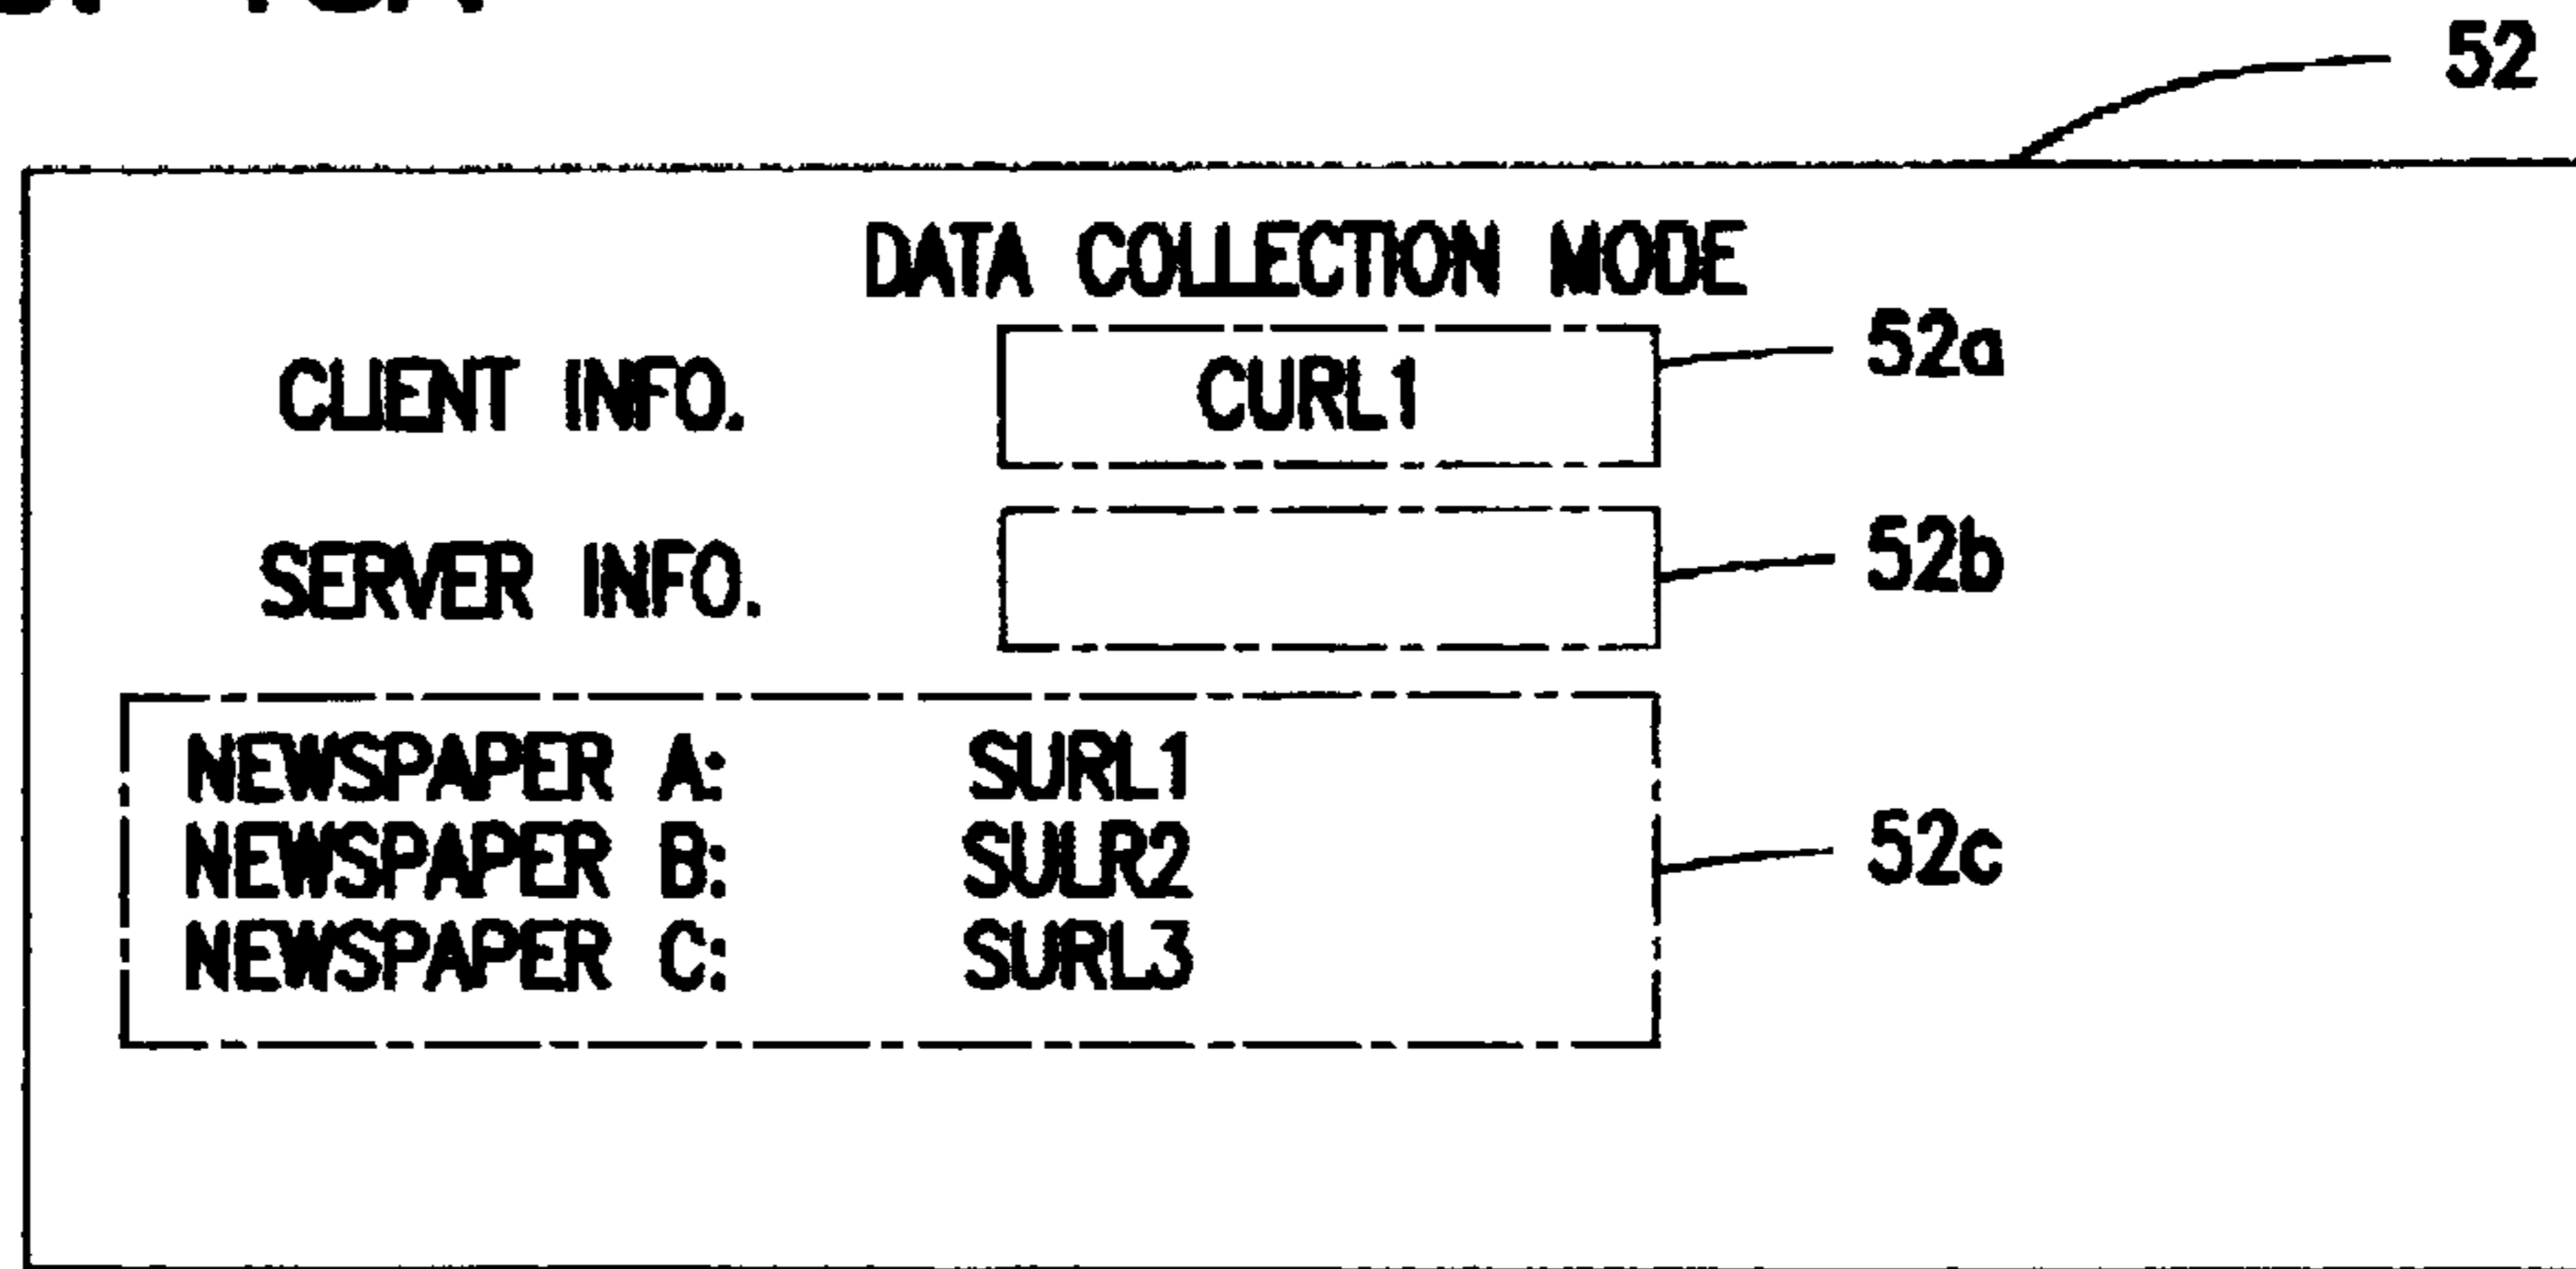 52
DATA COLLECTION MODE
CLIENT INFO. CURL1 52a
SERVER INFO. 52b
NEWSPAPER A: SURL1
NEWSPAPER B: SULR2 52c
NEWSPAPER C: SURL3